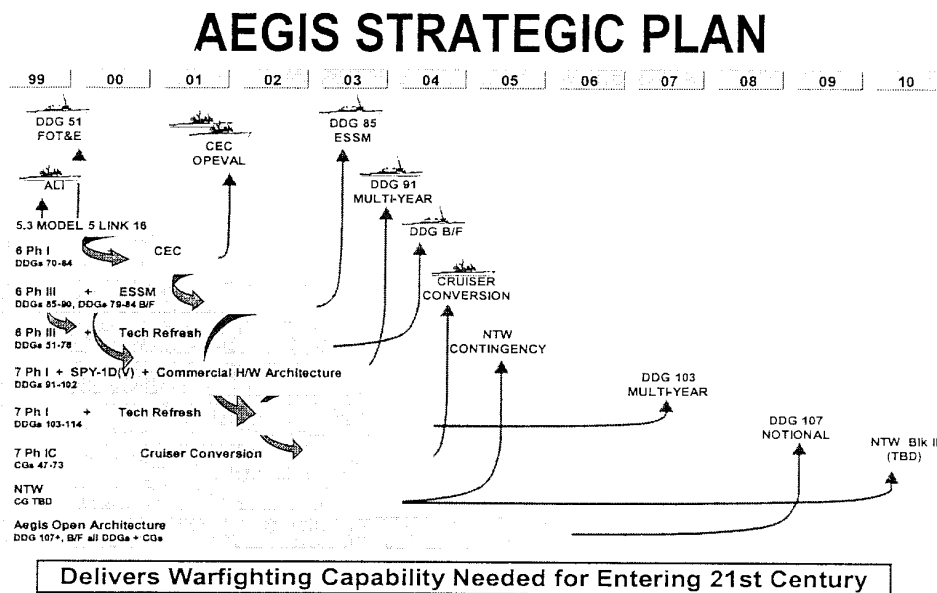 AEGIS STRATEGIC PLAN
99 00 01 02 03 04 05 06 07 08 09 10
DDG 51
FOT&E
ALI
CEC
OPEVAL
DDG 85
ESSM
DDG 91
MULTI-YEAR
DDG B/F
CRUISER
CONVERSION
NTW
CONTINGENCY
DDG 103
MULTI-YEAR
DDG 107
NOTIONAL
NTW Blk II
(TBD)
5.3 MODEL 5 LINK 16
6 Ph I CEC
DDGs 70-84
6 Ph III + ESSM
DDGs 85-90, DDGs 79-84 B/F
6 Ph III + Tech Refresh
DDGs 51-78
7 Ph I + SPY-1D(V) + Commercial H/W Architecture
DDGs 91-102
7 Ph I + Tech Refresh
DDGs 103-114
7 Ph IC Cruiser Conversion
CGs 47-73
NTW
CG TBD
Aegis Open Architecture
DDG 107+, B/F all DDGs + CGs
Delivers Warfighting Capability Needed for Entering 21st Century